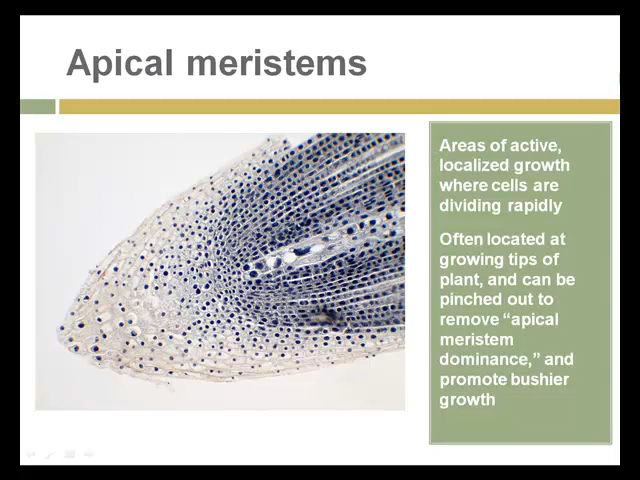 Apical meristems
Areas of active,
localized growth
where cells are
dividing rapidly
Often located at
growing tips of
plant, and can be
pinched out to
remove “apical
meristem
dominance,” and
promote bushier
growth